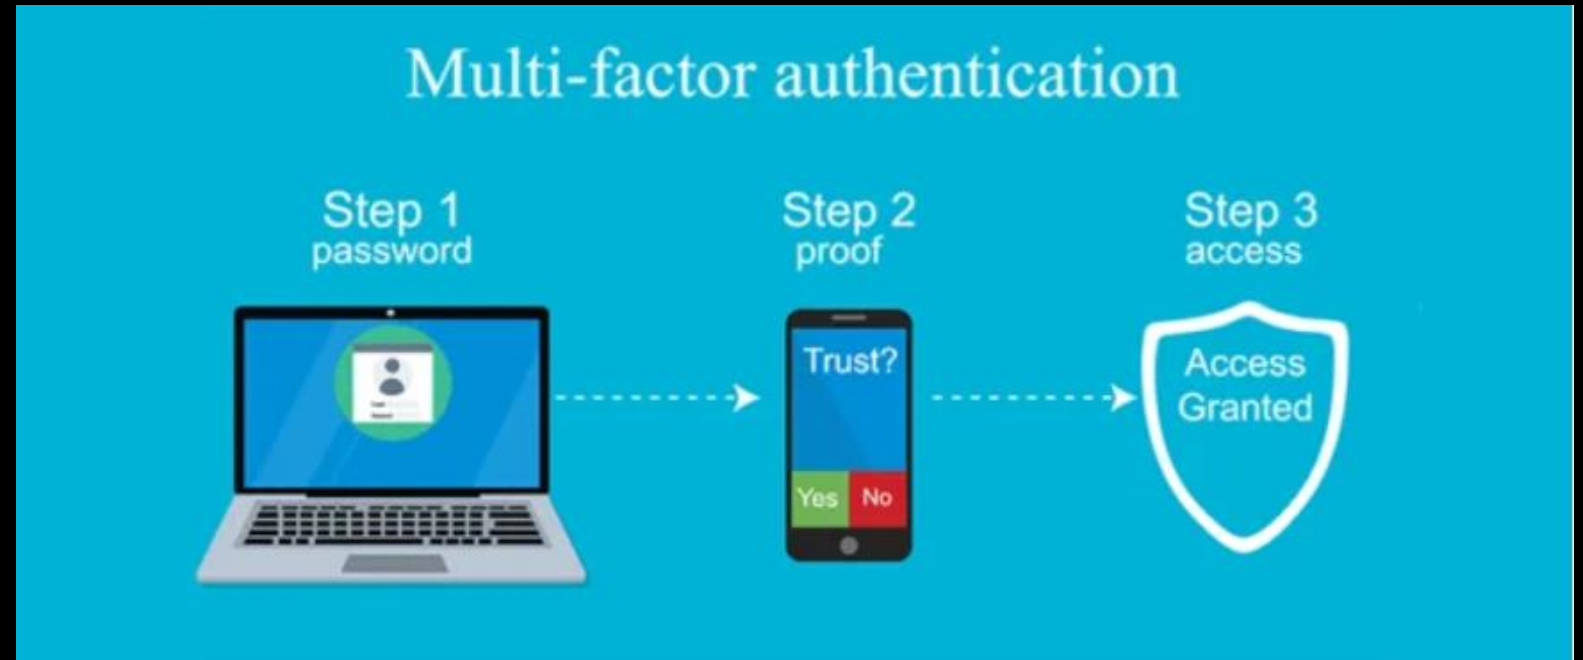 Multi-factor authentication
Step 1
password
Step 2
proof
Step 3
access
Trust?
Yes No
Access
Granted